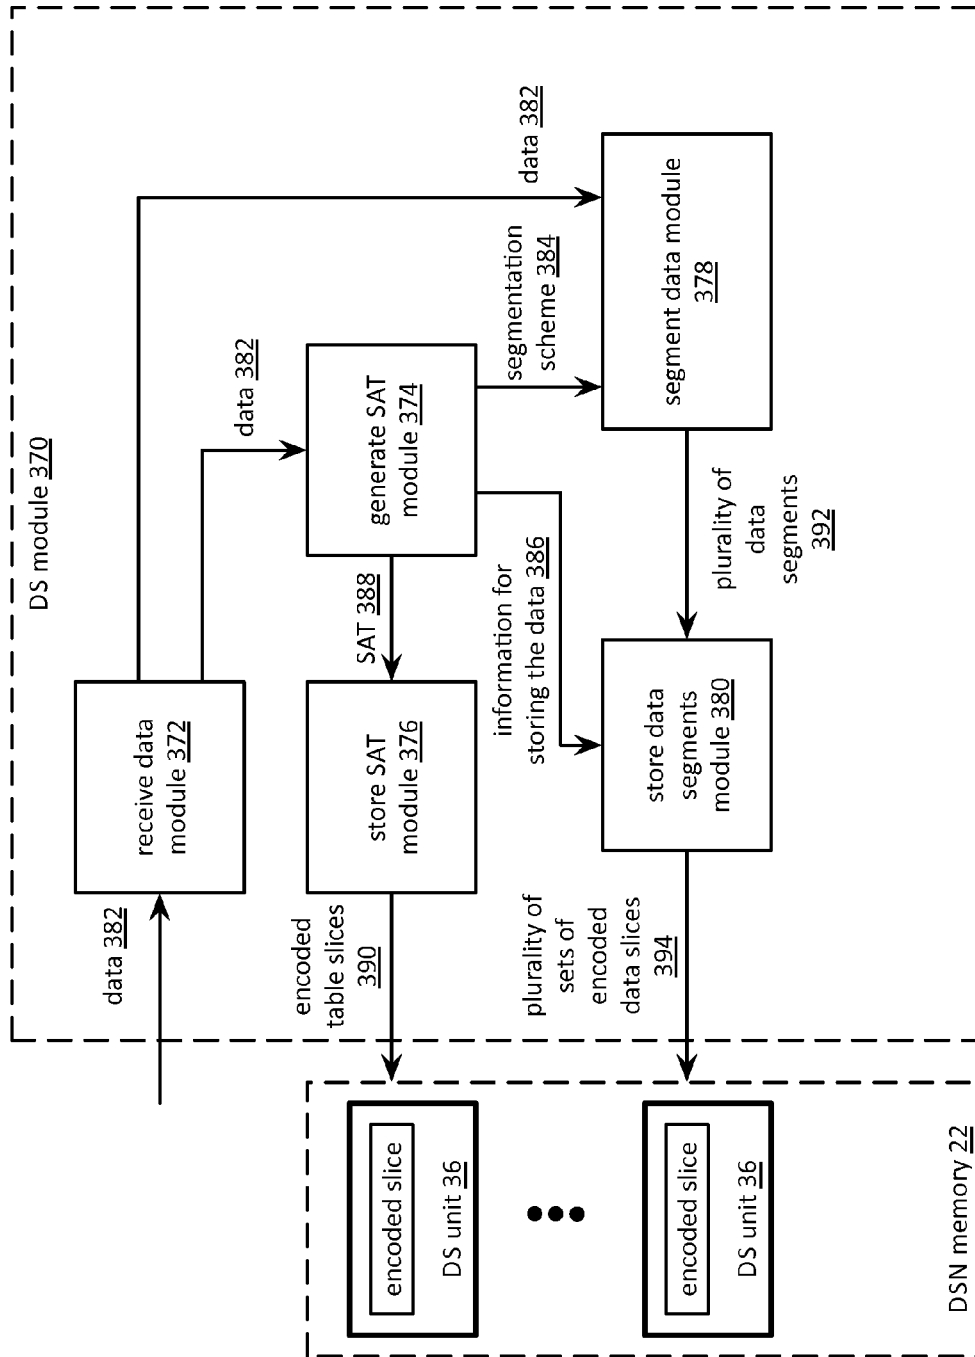 DS module 370
data 382
receive data
module 372
data 382
data 382
encoded
table slices
390
store SAT
module 376
SAT 388
generate SAT
module 374
information for
storing the data 386
segmentation
scheme 384
plurality of
sets of
encoded
data slices
394
store data
segments
module 380
plurality of
data
segments
392
segment data module
378
encoded slice
DS unit 36
encoded slice
DS unit 36
DSN memory 22